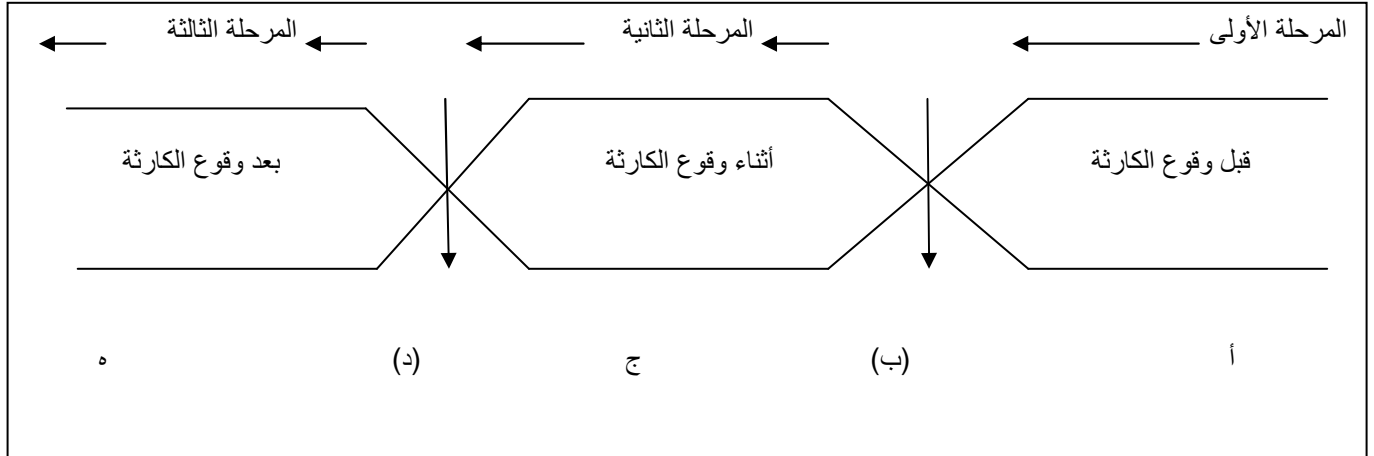 المرحلة الأولى المرحلة الثانية المرحلة الثالثة
قبل وقوع الكارثة أثناء وقوع الكارثة بعد وقوع الكارثة
أ (ب) ج (د) ه